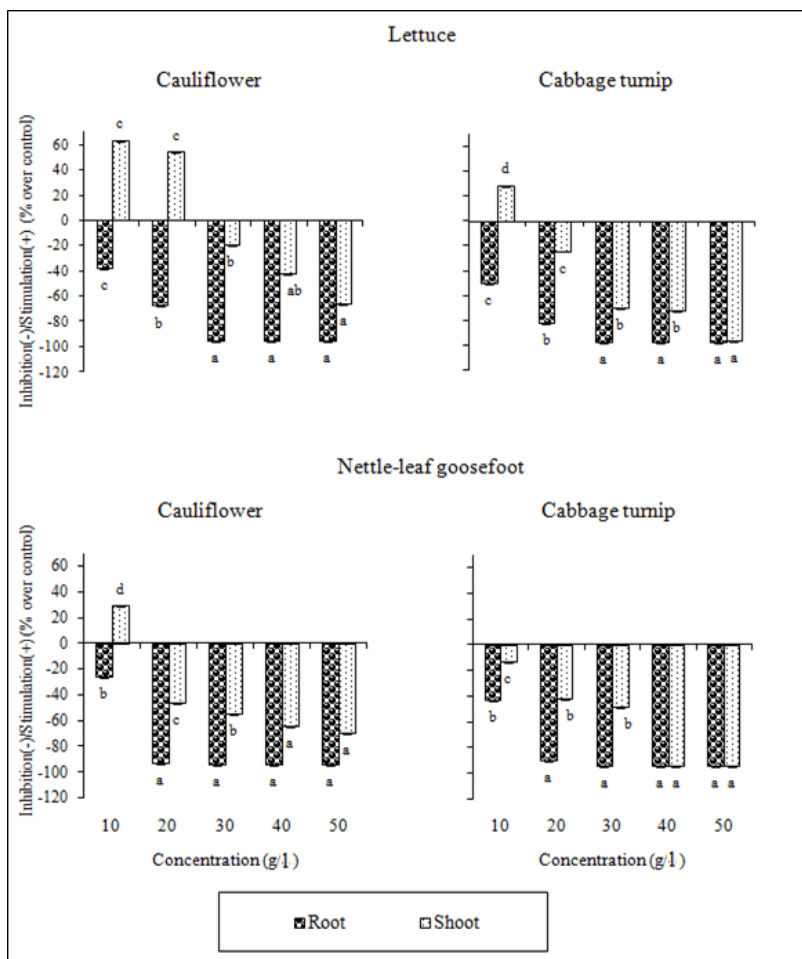 Lettuce
Cauliflower
Cabbage turnip
Inhibition(-)/Stimulation(+) (% over control)
60
40
20
0
-20
-40
-60
-80
-100
-120
c
c
c
b
b
a
ab
a
a
a
d
c
c
b
b
a
b
a
a
a
Nettle-leaf goosefoot
Cauliflower
Cabbage turnip
Inhibition(-)/Stimulation(+) (% over control)
60
40
20
0
-20
-40
-60
-80
-100
-120
d
b
c
a
b
a
a
a
a
a
b
c
b
a
b
a
a
a
a
a
10 20 30 40 50
10 20 30 40 50
Concentration (g/l)
Concentration (g/l)
Root Shoot